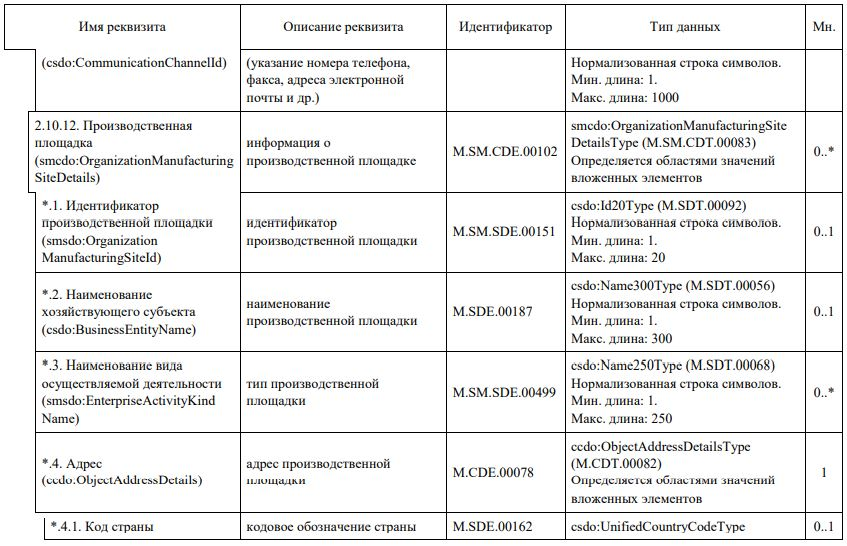 Имя реквизита
Описание реквизита
Идентификатор
Тип данных
Мн.
(csdo:CommunicationChannelId)
(указание номера телефона,
факса, адреса электронной
почты и др.)
Нормализованная строка символов.
Мин. длина: 1.
Макс. длина: 1000
2.10.12. Производственная
площадка
(smcdo:OrganizationManufacturing
SiteDetails)
информация о
производственной площадке
M.SM.CDE.00102
smcdo:OrganizationManufacturingSite
DetailsType (M.SM.CDT.00083)
Определяется областями значений
вложенных элементов
0..*
*.1. Идентификатор
производственной площадки
(smsdo:Organization
ManufacturingSiteId)
идентификатор
производственной площадки
M.SM.SDE.00151
csdo:Id20Type (M.SDT.00092)
Нормализованная строка символов.
Мин. длина: 1.
Макс. длина: 20
0..1
*.2. Наименование
хозяйствующего субъекта
(csdo:BusinessEntityName)
наименование
производственной площадки
M.SDE.00187
csdo:Name300Type (M.SDT.00056)
Нормализованная строка символов.
Мин. длина: 1.
Макс. длина: 300
0..1
*.3. Наименование вида
осуществляемой деятельности
(smsdo:EnterpriseActivityKind
Name)
тип производственной
площадки
M.SM.SDE.00499
csdo:Name250Type (M.SDT.00068)
Нормализованная строка символов.
Мин. длина: 1.
Макс. длина: 250
0..*
*.4. Адрес
(ccdo:ObjectAddressDetails)
адрес производственной
площадки
M.CDE.00078
ccdo:ObjectAddressDetailsType
(M.CDT.00082)
Определяется областями значений
вложенных элементов
1
*.4.1. Код страны
кодовое обозначение страны
M.SDE.00162
csdo:UnifiedCountryCodeType
0..1